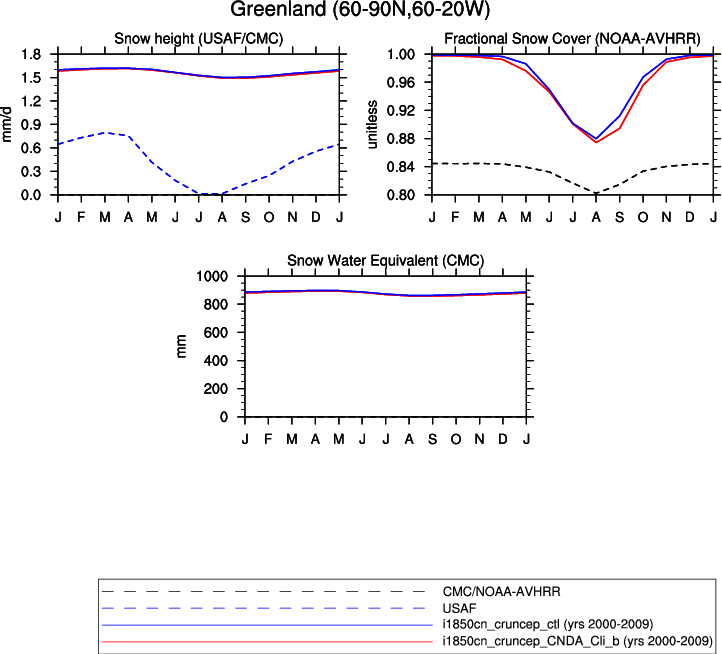 Greenland (60-90N,60-20W)
Snow height (USAF/CMC)
mm/d
1.8
1.5
1.2
0.9
0.6
0.3
0.0
J F M A M J J A S O N D J
Fractional Snow Cover (NOAA-AVHRR)
unitless
1.00
0.96
0.92
0.88
0.84
0.80
J F M A M J J A S O N D J
Snow Water Equivalent (CMC)
mm
1000
800
600
400
200
0
J F M A M J J A S O N D J
CMC/NOAA-AVHRR
USAF
i1850cn_cruncep_ctl (yrs 2000-2009)
i1850cn_cruncep_CNDA_Cli_b (yrs 2000-2009)